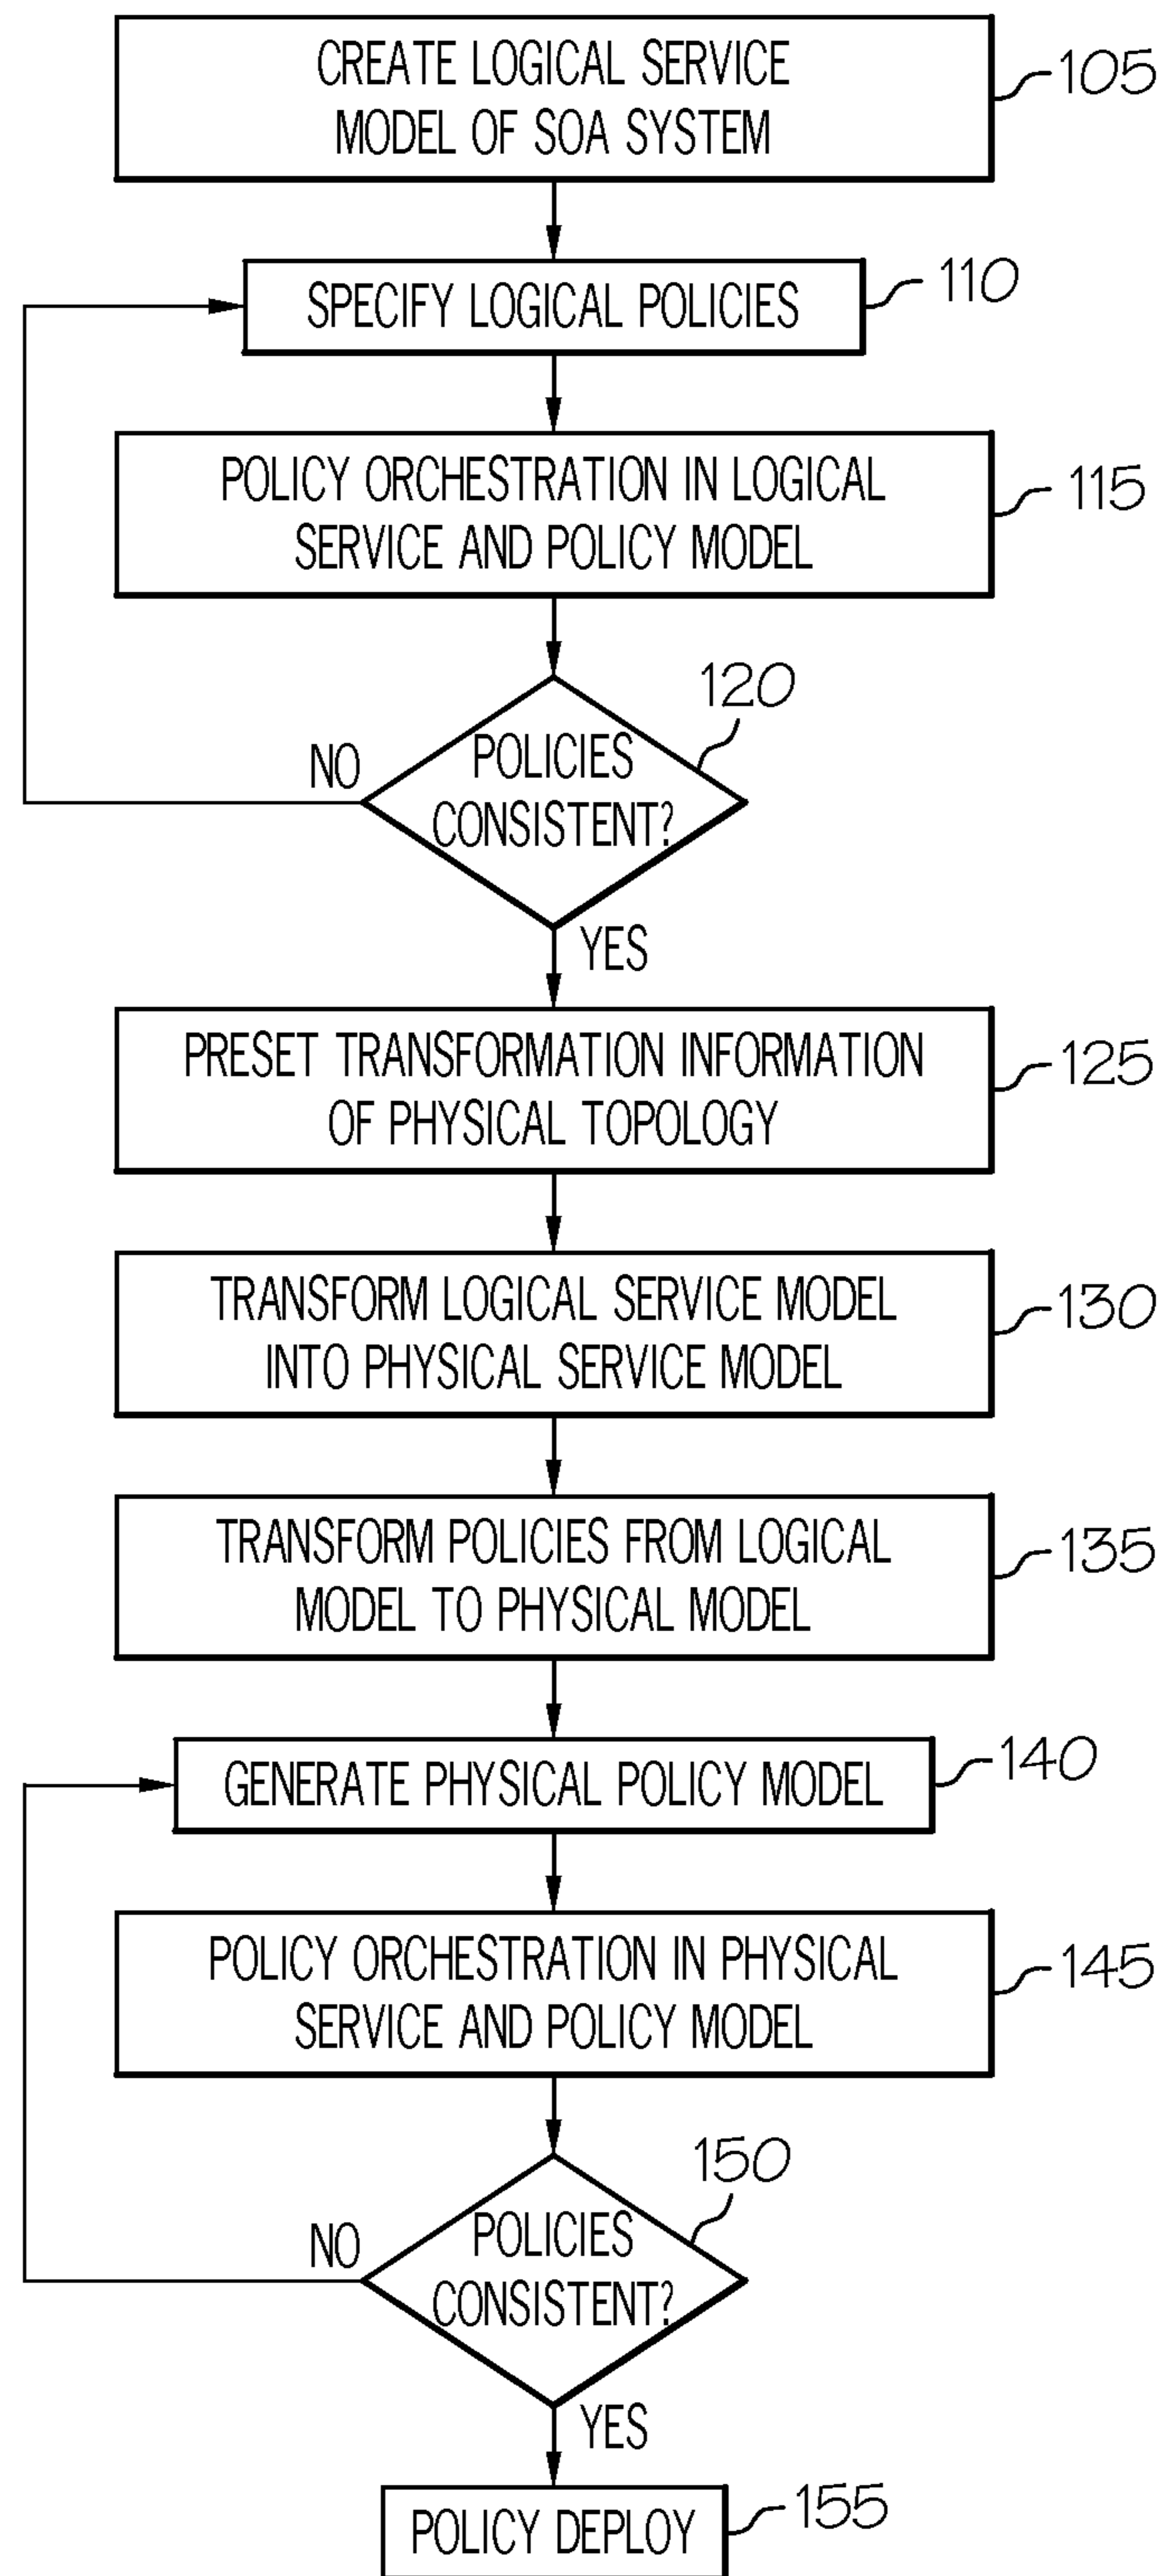 CREATE LOGICAL SERVICE
MODEL OF SOA SYSTEM
105
SPECIFY LOGICAL POLICIES
110
POLICY ORCHESTRATION IN LOGICAL
SERVICE AND POLICY MODEL
115
120
POLICIES
CONSISTENT?
NO
YES
PRESET TRANSFORMATION INFORMATION
OF PHYSICAL TOPOLOGY
125
TRANSFORM LOGICAL SERVICE MODEL
INTO PHYSICAL SERVICE MODEL
130
TRANSFORM POLICIES FROM LOGICAL
MODEL TO PHYSICAL MODEL
135
GENERATE PHYSICAL POLICY MODEL
140
POLICY ORCHESTRATION IN PHYSICAL
SERVICE AND POLICY MODEL
145
150
POLICIES
CONSISTENT?
NO
YES
POLICY DEPLOY
155